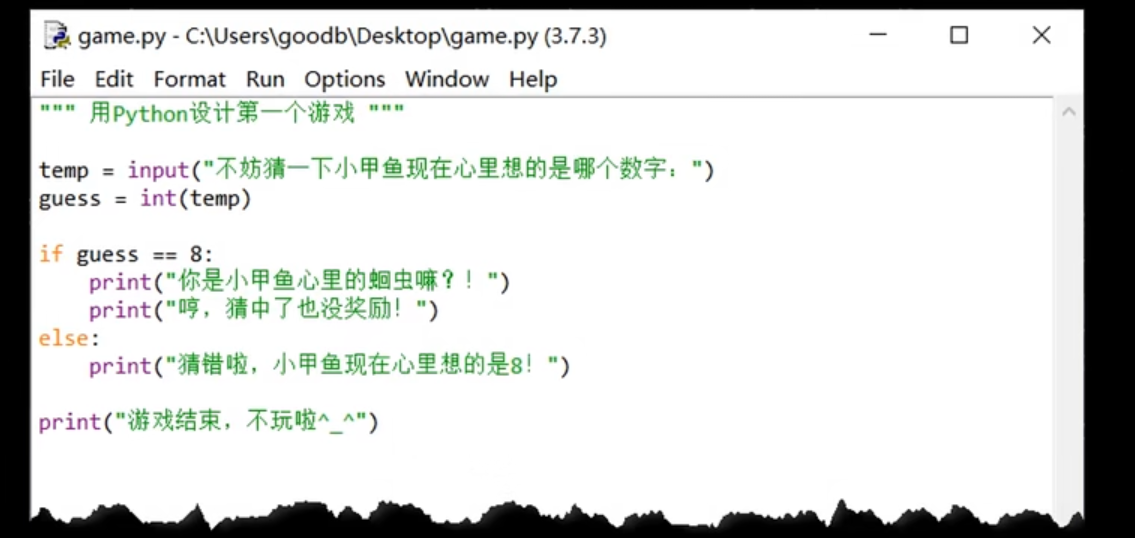 game.py - C:\Users\goodb\Desktop\game.py (3.7.3)
File Edit Format Run Options Window Help
""" 用Python设计第一个游戏 """
temp = input("不妨猜一下小甲鱼现在心里想的是哪个数字：")
guess = int(temp)
if guess == 8:
    print("你是小甲鱼心里的蛔虫嘛？！")
    print("哼，猜中了也没奖励！")
else:
    print("猜错啦，小甲鱼现在心里想的是8！")
print("游戏结束，不玩啦^_^")